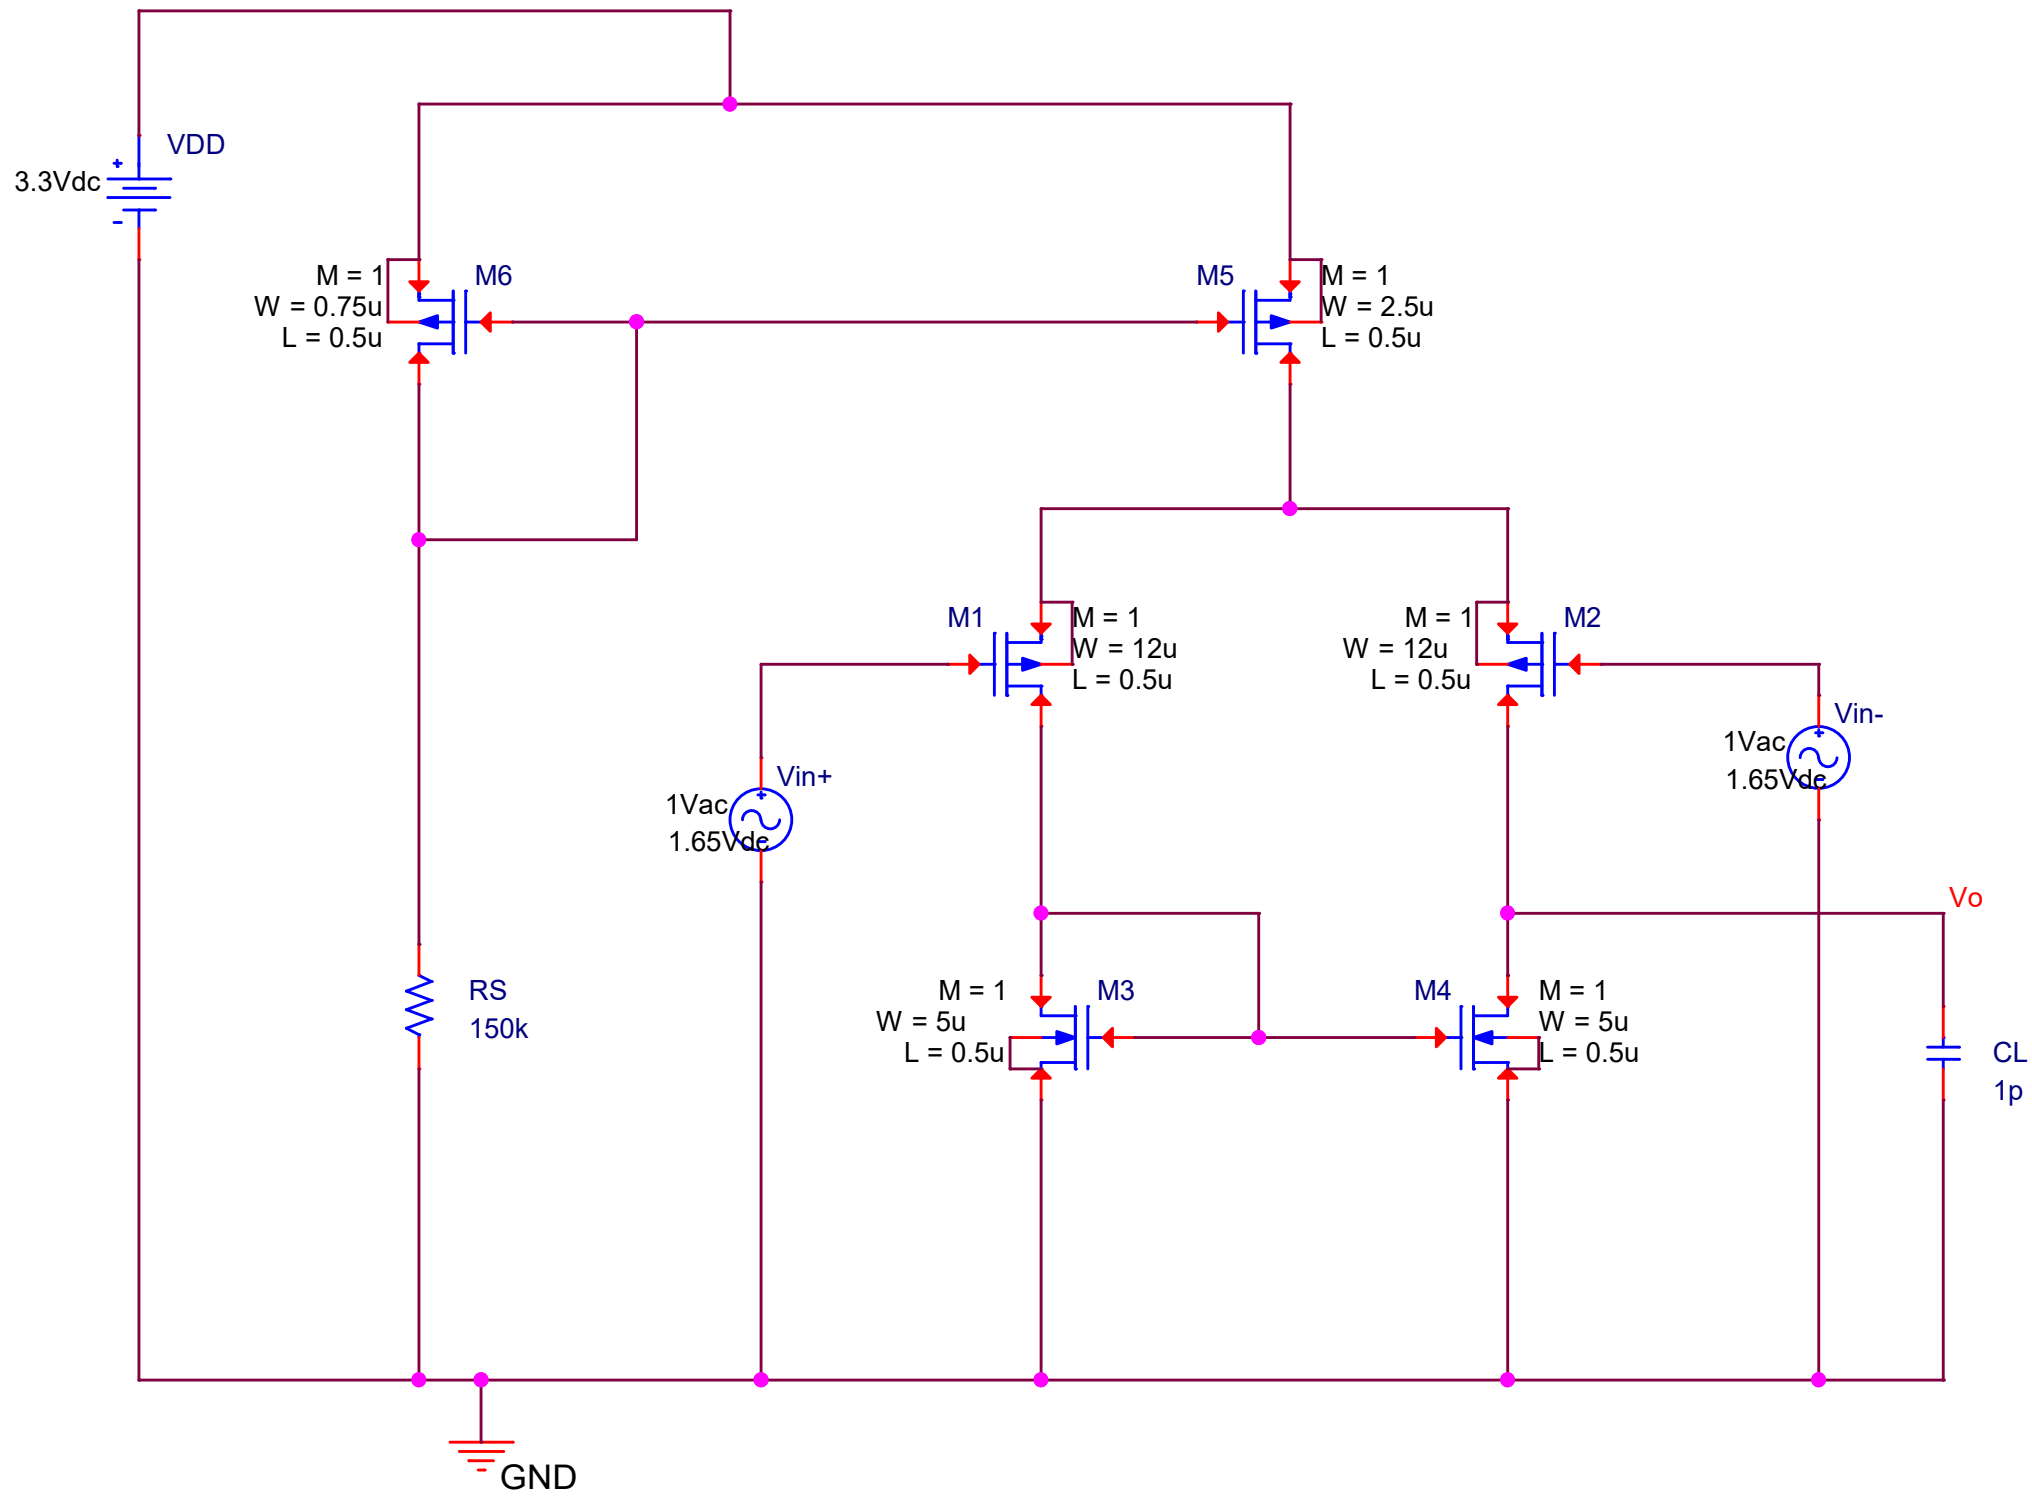 VDD
3.3Vdc
+
-
M = 1
W = 0.75u
L = 0.5u
M6
M5
M = 1
W = 2.5u
L = 0.5u
M1
M = 1
W = 12u
L = 0.5u
M = 1
W = 12u
L = 0.5u
M2
Vin-
1Vac
1.65Vdc
Vin+
1Vac
1.65Vdc
Vo
RS
150k
M = 1
W = 5u
L = 0.5u
M3
M4
M = 1
W = 5u
L = 0.5u
CL
1p
GND